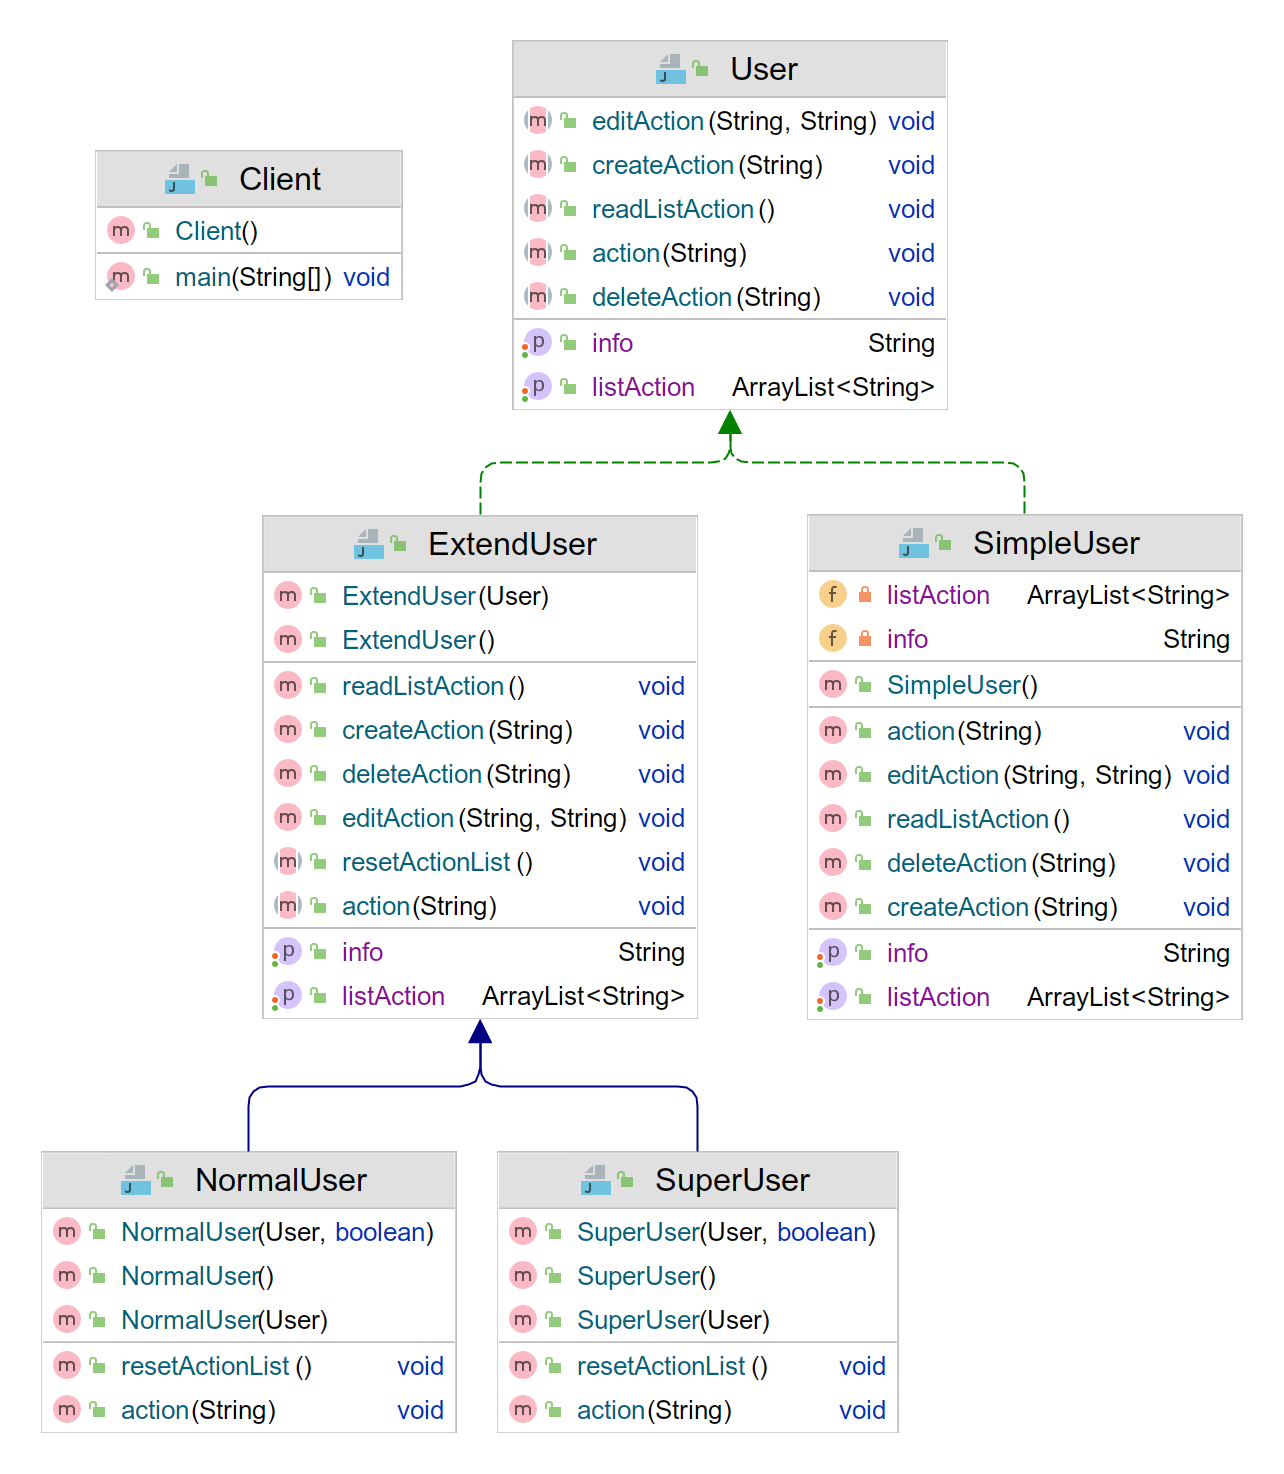 User
editAction(String, String) void
createAction(String) void
readListAction() void
action(String) void
deleteAction(String) void
info String
listAction ArrayList<String>
Client
Client()
main(String[]) void
ExtendUser
ExtendUser(User)
ExtendUser()
readListAction() void
createAction(String) void
deleteAction(String) void
editAction(String, String) void
resetActionList() void
action(String) void
info String
listAction ArrayList<String>
SimpleUser
listAction ArrayList<String>
info String
SimpleUser()
action(String) void
editAction(String, String) void
readListAction() void
deleteAction(String) void
createAction(String) void
info String
listAction ArrayList<String>
NormalUser
NormalUser(User, boolean)
NormalUser()
NormalUser(User)
resetActionList() void
action(String) void
SuperUser
SuperUser(User, boolean)
SuperUser()
SuperUser(User)
resetActionList() void
action(String) void